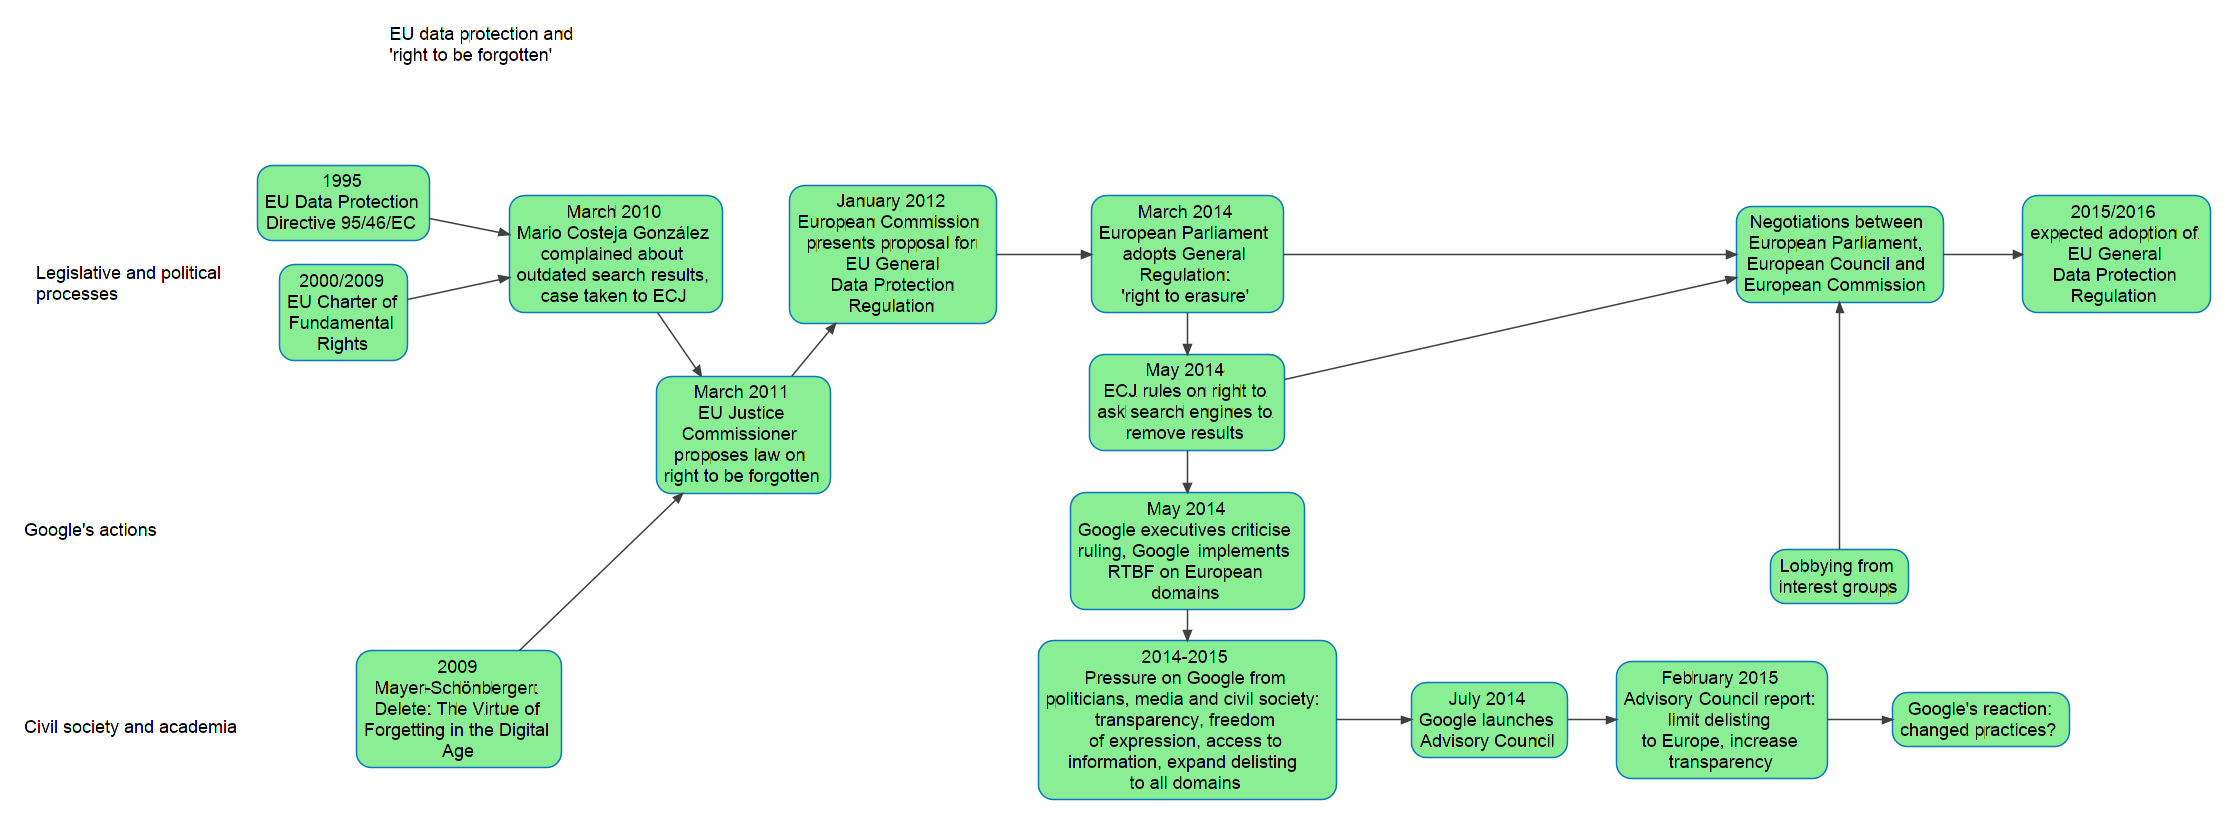 EU data protection and
'right to be forgotten'
1995
EU Data Protection
Directive 95/46/EC
2000/2009
EU Charter of
Fundamental
Rights
March 2010
Mario Costeja González
complained about
outdated search results,
case taken to ECJ
March 2011
EU Justice
Commissioner
proposes law on
right to be forgotten
January 2012
European Commission
presents proposal for
EU General
Data Protection
Regulation
March 2014
European Parliament
adopts General
Regulation:
'right to erasure'
May 2014
ECJ rules on right to
ask search engines to
remove results
May 2014
Google executives criticise
ruling, Google implements
RTBF on European
domains
Negotiations between
European Parliament,
European Council and
European Commission
2015/2016
expected adoption of
EU General
Data Protection
Regulation
Legislative and political
processes
Google's actions
Lobbying from
interest groups
Civil society and academia
2009
Mayer-Schönberger:
Delete: The Virtue of
Forgetting in the Digital
Age
2014-2015
Pressure on Google from
politicians, media and civil society:
transparency, freedom
of expression, access to
information, expand delisting
to all domains
July 2014
Google launches
Advisory Council
February 2015
Advisory Council report:
limit delisting
to Europe, increase
transparency
Google's reaction:
changed practices?